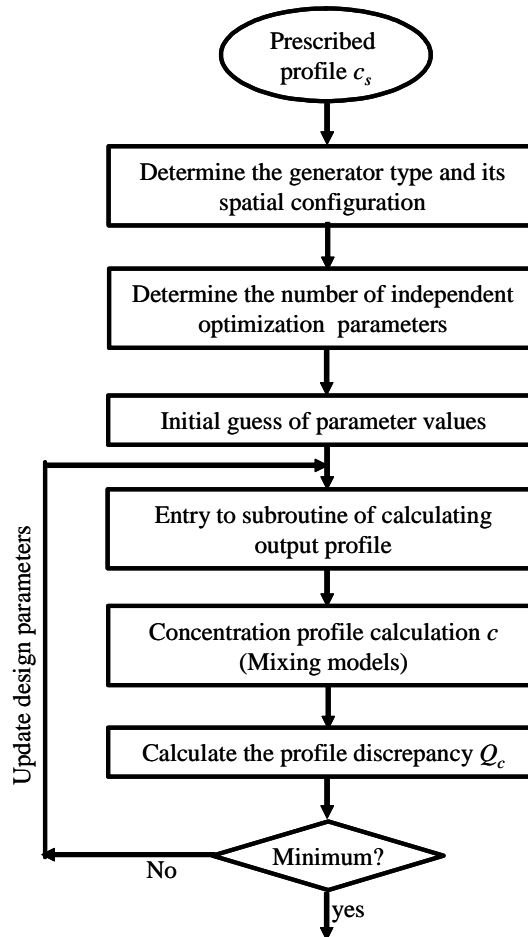 Prescribed
profile c_s
Determine the generator type and its
spatial configuration
Determine the number of independent
optimization parameters
Initial guess of parameter values
Entry to subroutine of calculating
output profile
Concentration profile calculation c
(Mixing models)
Calculate the profile discrepancy Q_c
Minimum?
No
yes
Update design parameters